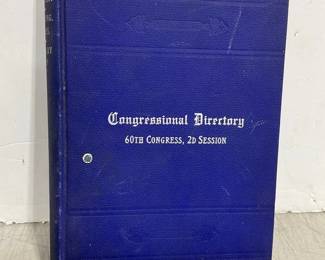 Congressional Directory
60TH CONGRESS, 2D SESSION